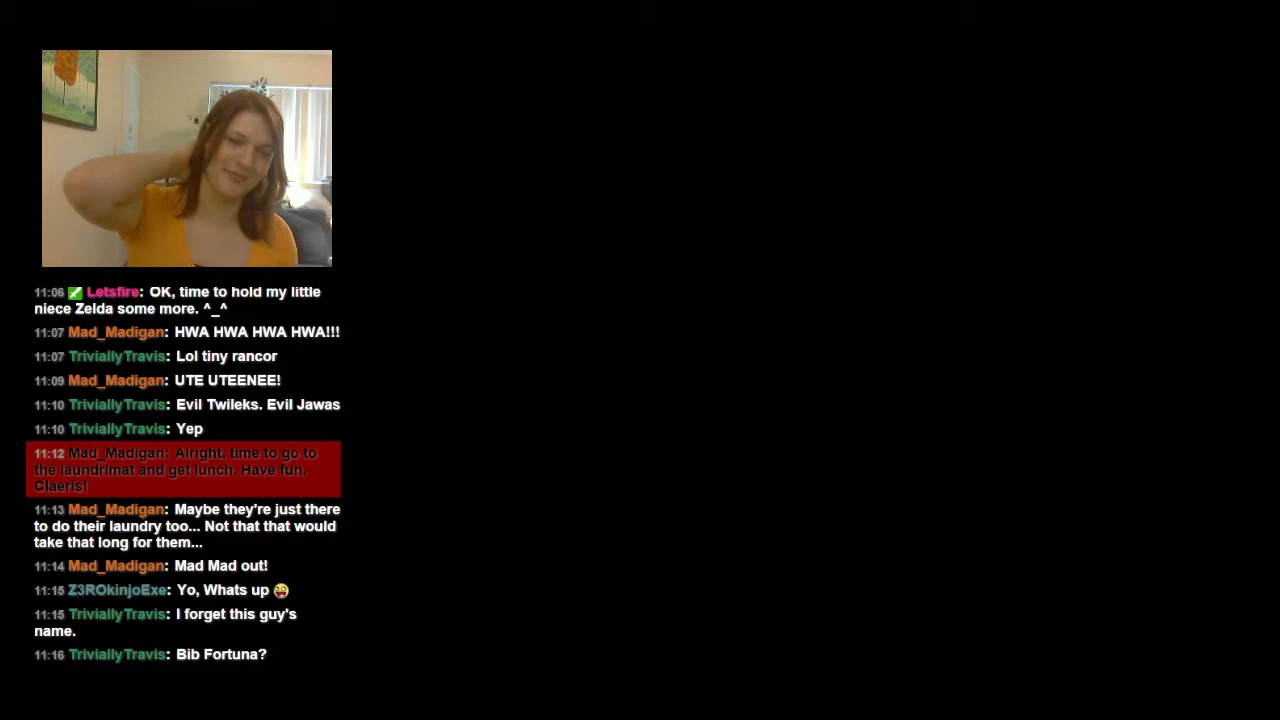 11:06 Letsfire: OK, time to hold my little
niece Zelda some more. ^_^
11:07 Mad_Madigan: HWA HWA HWA HWA!!!
11:07 TriviallyTravis: Lol tiny rancor
11:09 Mad_Madigan: UTE UTEENEE!
11:10 TriviallyTravis: Evil Twileks. Evil Jawas
11:10 TriviallyTravis: Yep
11:12 Mad_Madigan: Alright, time to go to
the laundrimat and get lunch. Have fun,
Claeris!
11:13 Mad_Madigan: Maybe they're just there
to do their laundry too... Not that that would
take that long for them...
11:14 Mad_Madigan: Mad Mad out!
11:15 Z3ROkinjoExe: Yo, Whats up 😜
11:15 TriviallyTravis: I forget this guy's
name.
11:16 TriviallyTravis: Bib Fortuna?